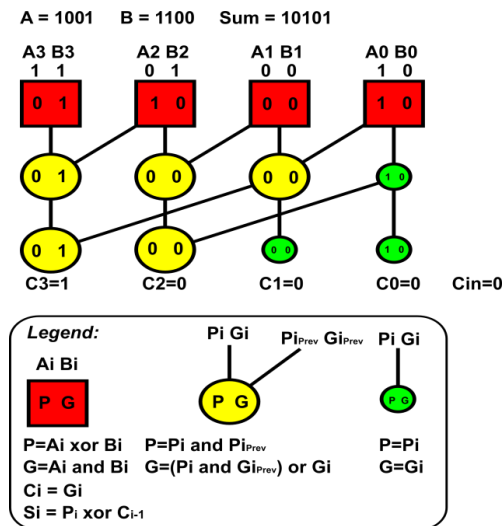 A = 1001 B = 1100 Sum = 10101
A3 B3 A2 B2 A1 B1 A0 B0
1 1 0 1 0 0 1 0
0 1 1 0 0 0 1 0
0 1 0 0 0 0 1 0
0 1 0 0 0 0 1 0
C3=1 C2=0 C1=0 C0=0 Cin=0
Legend:
Pi Gi PiPrev GiPrev Pi Gi
Ai Bi
P G P G P G
P=Ai xor Bi P=Pi and PiPrev P=Pi
G=Ai and Bi G=(Pi and GiPrev) or Gi G=Gi
Ci = Gi
Si = Pi xor Ci-1